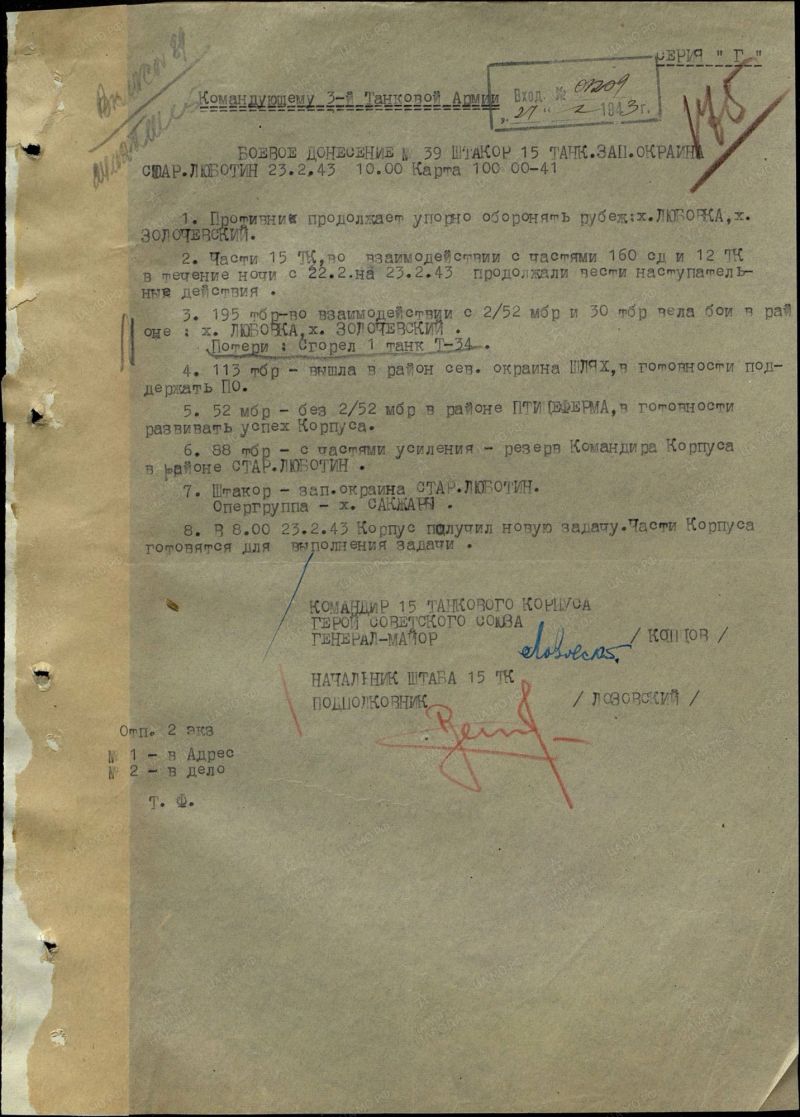 СЕРИЯ " Г "
Вход. № 01209
"27" 2 1943 г.
175
Командующему 3-й Танковой Армии
БОЕВОЕ ДОНЕСЕНИЕ № 39 ШТАКОР 15 ТАНК.ЗАП.ОКРАИНА
СТАР.ЛЮБОТИН 23.2.43 10.00 Карта 100 00-41
1. Противник продолжает упорно оборонять рубеж:х.ЛЮБОВКА,х.
ЗОЛОЧЕВСКИЙ.
2. Части 15 ТК,во взаимодействии с частями 160 сд и 12 ТК
в течение ночи с 22.2.на 23.2.43 продолжали вести наступатель-
ные действия .
3. 195 тбр-во взаимодействии с 2/52 мбр и 30 тбр вела бои в рай
оне : х. ЛЮБОВКА,х. ЗОЛОЧЕВСКИЙ .
Потери : Сгорел 1 танк Т-34 .
4. 113 тбр - вышла в район сев. окраина ШЛЯХ,в готовности под-
держать ПО.
5. 52 мбр - без 2/52 мбр в районе ПТИЦЕФЕРМА,в готовности
развивать успех Корпуса.
6. 88 тбр - с частями усиления - резерв Командира Корпуса
в районе СТАР.ЛЮБОТИН .
7. Штакор - зап.окраина СТАР.ЛЮБОТИН.
Опергруппа - х. САКЖАРЫ .
8. В 8.00 23.2.43 Корпус получил новую задачу.Части Корпуса
готовятся для выполнения задачи .
КОМАНДИР 15 ТАНКОВОГО КОРПУСА
ГЕРОЙ СОВЕТСКОГО СОЮЗА
ГЕНЕРАЛ-МАЙОР / КОПЦОВ /
НАЧАЛЬНИК ШТАБА 15 ТК
ПОДПОЛКОВНИК / ЛОЗОВСКИЙ /
Отп. 2 экз
№ 1 - в Адрес
№ 2 - в дело
Т. Ф.